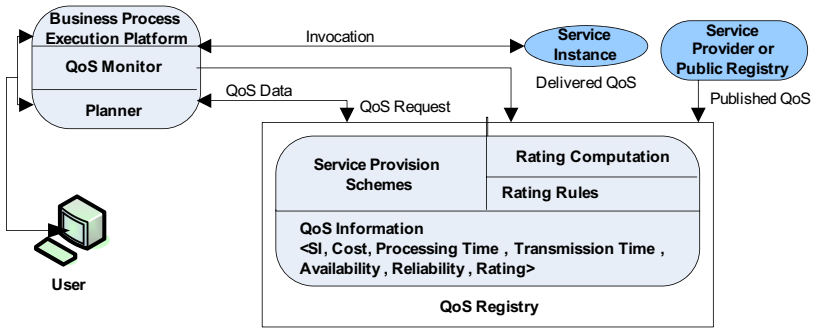 Business Process
Execution Platform
QoS Monitor
Planner
Invocation
Service
Instance
Delivered QoS
Service
Provider or
Public Registry
Published QoS
QoS Data
QoS Request
Service Provision
Schemes
Rating Computation
Rating Rules
QoS Information
<SI, Cost, Processing Time , Transmission Time ,
Availability , Reliability , Rating>
QoS Registry
User